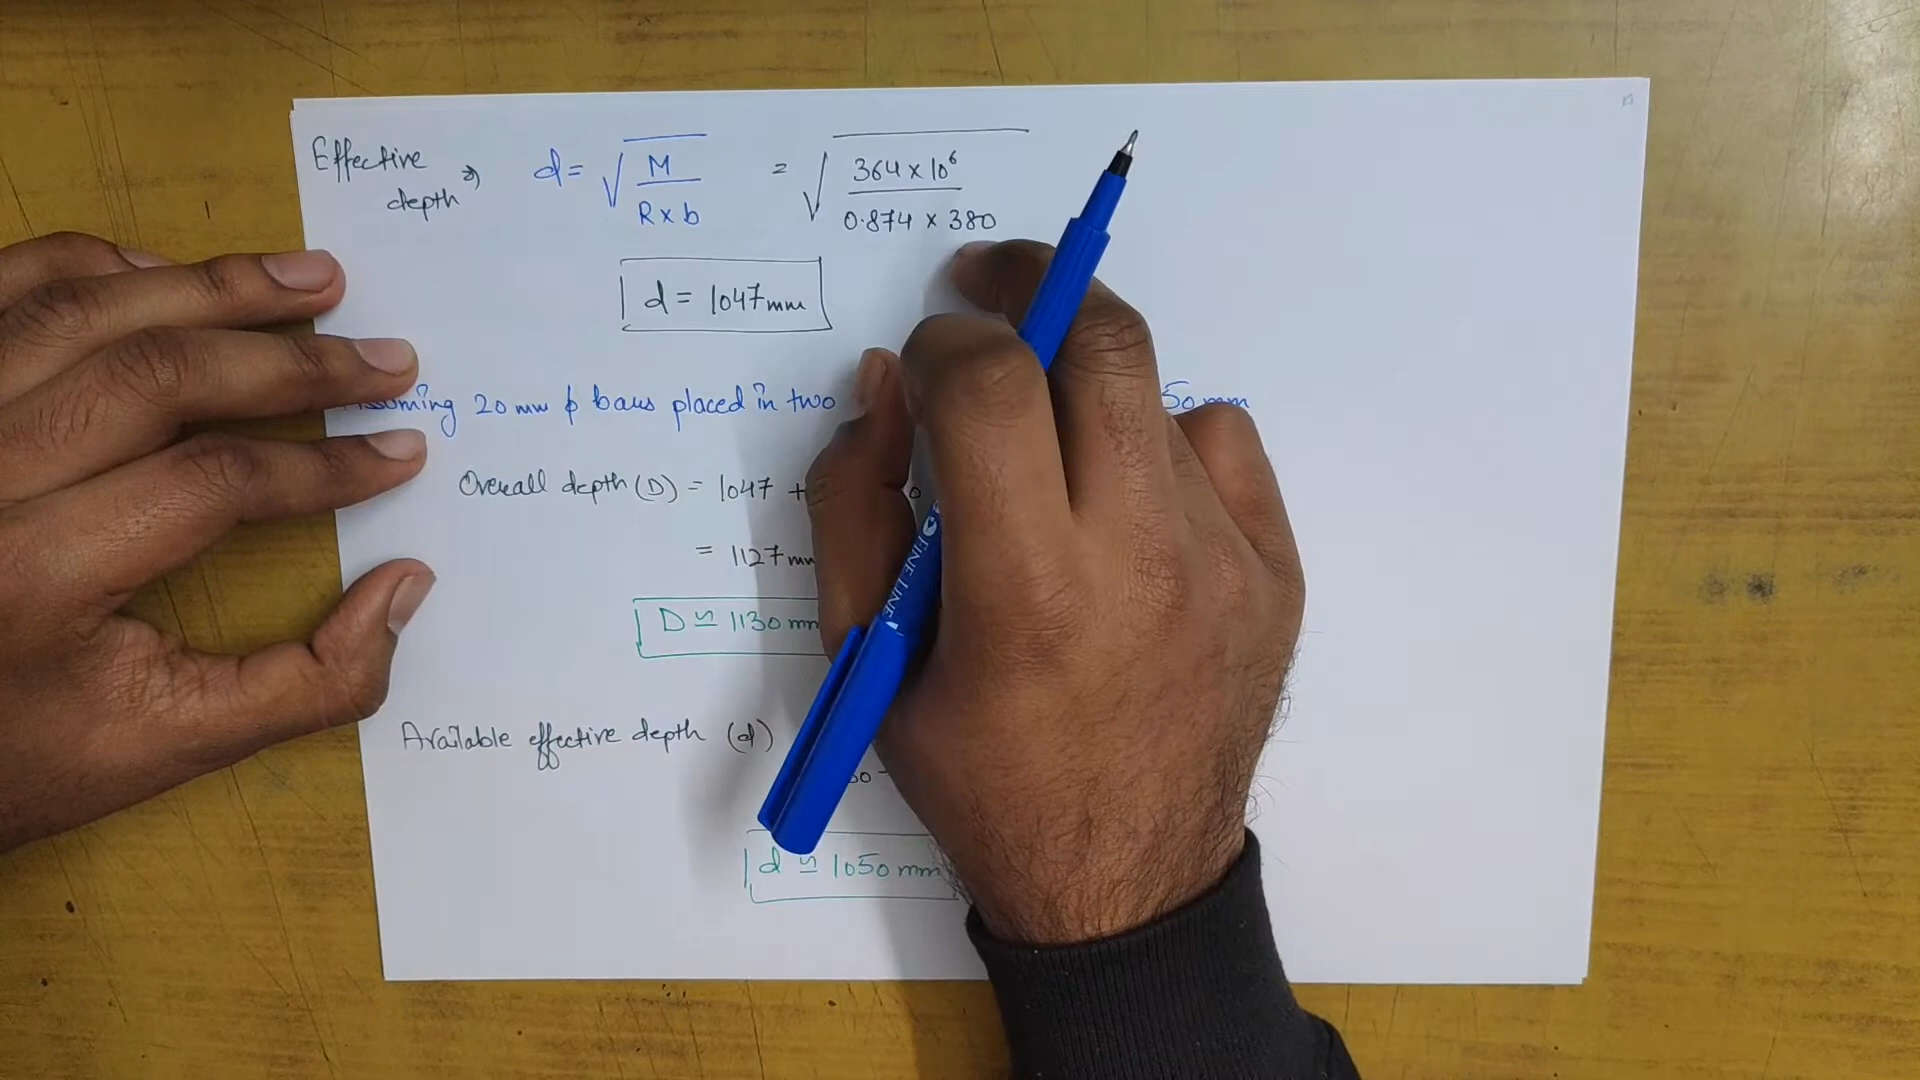 Effective depth ⇒ d = √ M / R x b = √ 364 x 10⁶ / 0.874 x 380
d = 1047 mm
Assuming 20 mm ϕ bars placed in two 50 mm
Overall depth (D) = 1047 +
= 1127 mm
D ≌ 1130 mm
Available effective depth (d)
d ≌ 1050 mm
FINE LINE